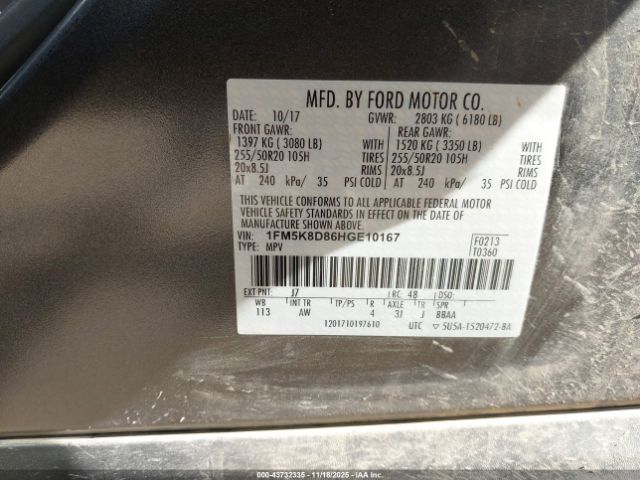 MFD. BY FORD MOTOR CO.
DATE: 10/17 GVWR: 2803 KG ( 6180 LB)
FRONT GAWR: REAR GAWR:
1397 KG ( 3080 LB) WITH 1520 KG ( 3350 LB) WITH
255/50R20 105H TIRES 255/50R20 105H TIRES
20x8.5J RIMS 20x8.5J RIMS
AT 240 kPa/ 35 PSI COLD AT 240 kPa/ 35 PSI COLD
THIS VEHICLE CONFORMS TO ALL APPLICABLE FEDERAL MOTOR
VEHICLE SAFETY STANDARDS IN EFFECT ON THE DATE OF
MANUFACTURE SHOWN ABOVE.
VIN: 1FM5K8D86HGE10167 F0213
TYPE: MPV T0360
EXT PNT: J7 RC: 48 DSO:
WB INT TR TP/PS R AXLE TR SPR
113 AW 4 3J J BBAA
1201710197610 UTC ▽ 5U5A-1520472-BA
00-43732335 — 11/18/2025 — IAAI.COM